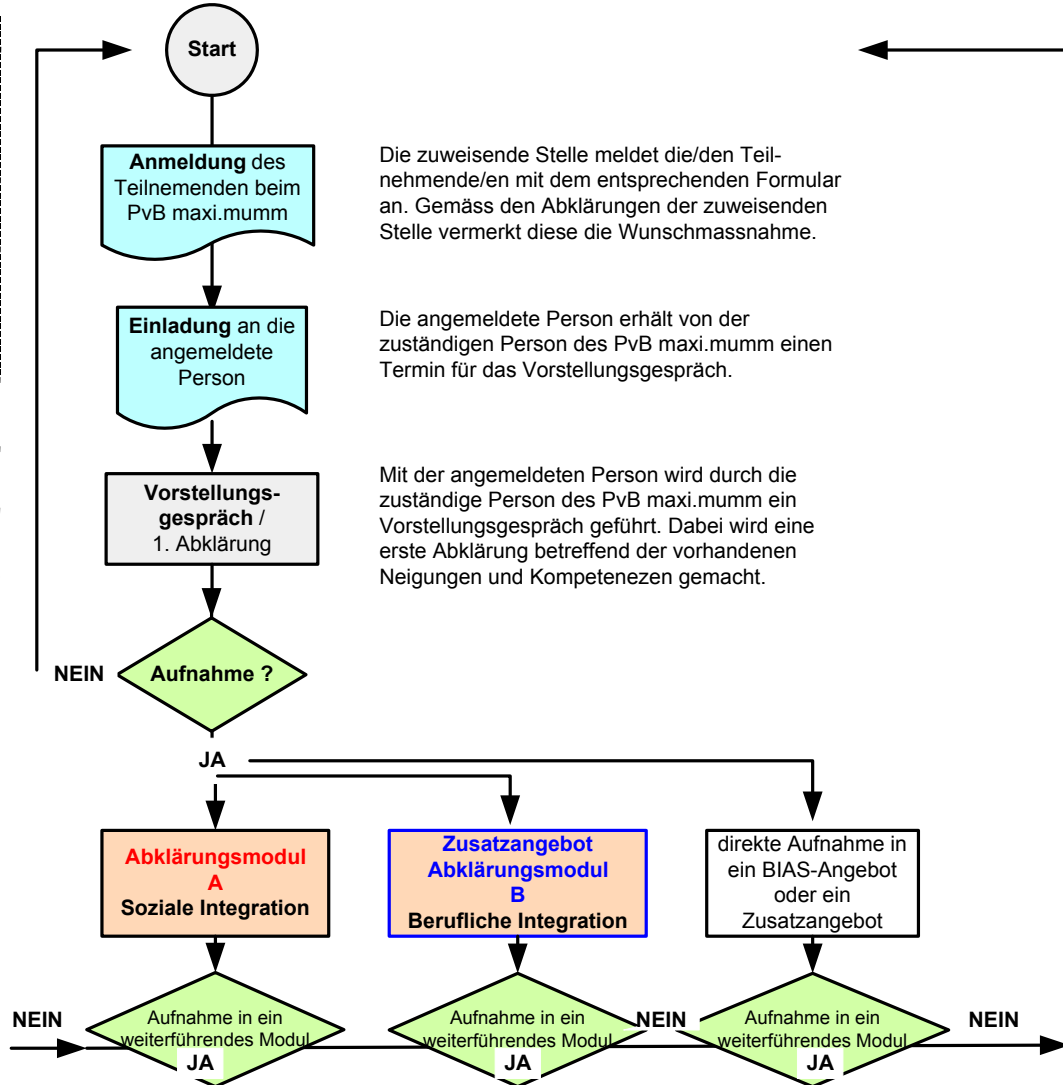 Start
Anmeldung des
Teilnemenden beim
PvB maxi.mumm
Die zuweisende Stelle meldet die/den Teil-
nehmende/en mit dem entsprechenden Formular
an. Gemäss den Abklärungen der zuweisenden
Stelle vermerkt diese die Wunschmassnahme.
Einladung an die
angemeldete
Person
Die angemeldete Person erhält von der
zuständigen Person des PvB maxi.mumm einen
Termin für das Vorstellungsgespräch.
Vorstellungs-
gespräch /
1. Abklärung
Mit der angemeldeten Person wird durch die
zuständige Person des PvB maxi.mumm ein
Vorstellungsgespräch geführt. Dabei wird eine
erste Abklärung betreffend der vorhandenen
Neigungen und Kompetenezen gemacht.
NEIN
Aufnahme ?
JA
Abklärungsmodul
A
Soziale Integration
Zusatzangebot
Abklärungsmodul
B
Berufliche Integration
direkte Aufnahme in
ein BIAS-Angebot
oder ein
Zusatzangebot
NEIN
Aufnahme in ein
weiterführendes Modul
JA
Aufnahme in ein
weiterführendes Modul
JA
NEIN
Aufnahme in ein
weiterführendes Modul
JA
NEIN